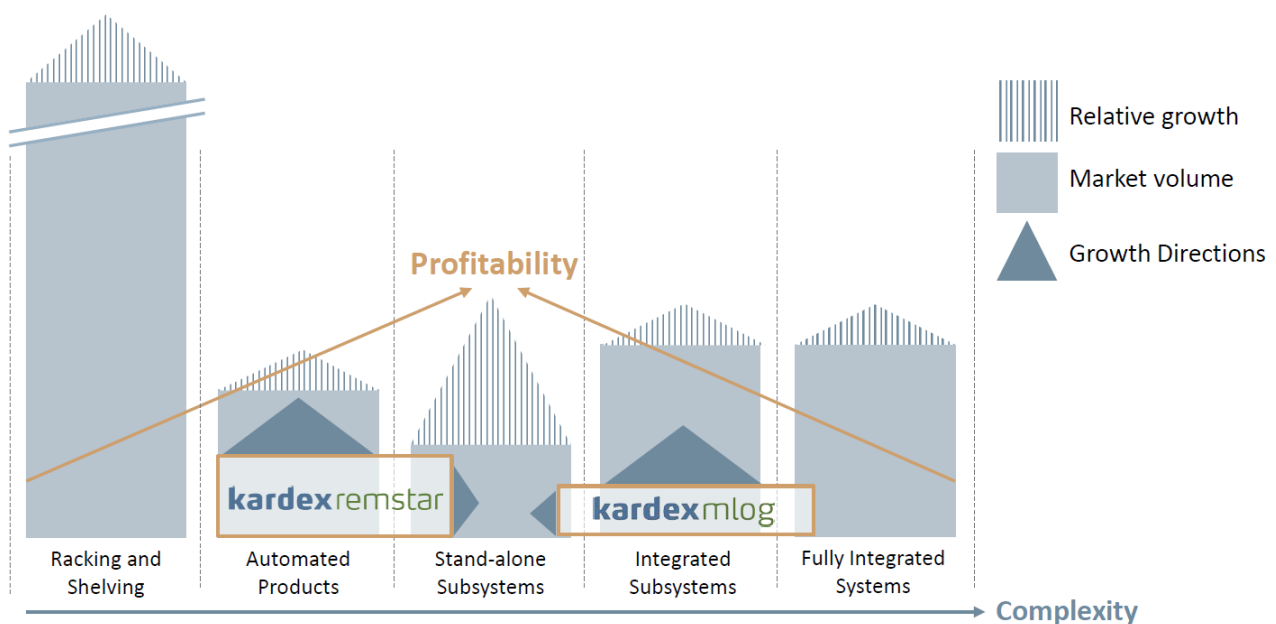 Relative growth
Market volume
Growth Directions
Profitability
kardexremstar
kardexmlog
Racking and
Shelving
Automated
Products
Stand-alone
Subsystems
Integrated
Subsystems
Fully Integrated
Systems
Complexity